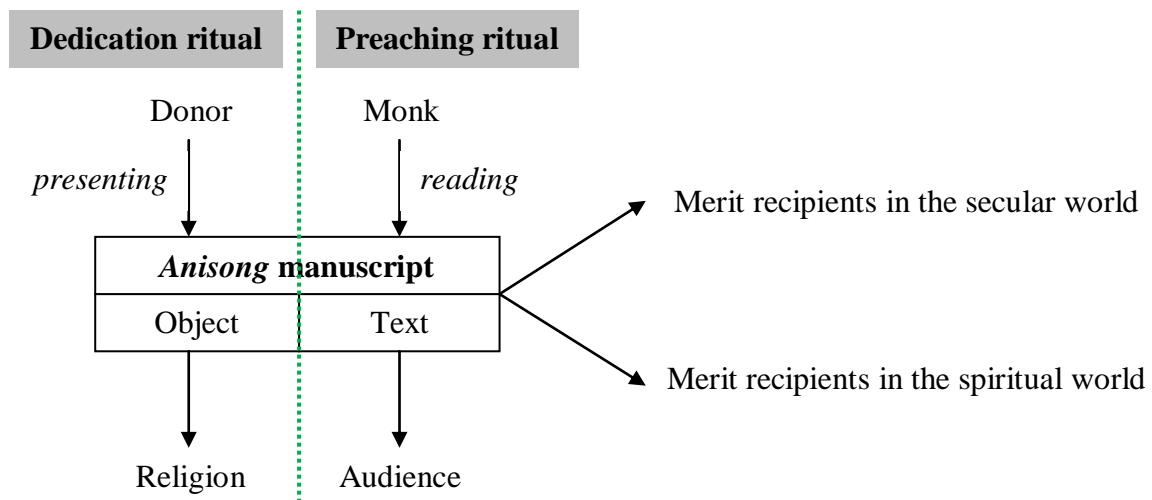 Dedication ritual
Preaching ritual
Donor
Monk
presenting
reading
Merit recipients in the secular world
Anisong manuscript
Object
Text
Merit recipients in the spiritual world
Religion
Audience